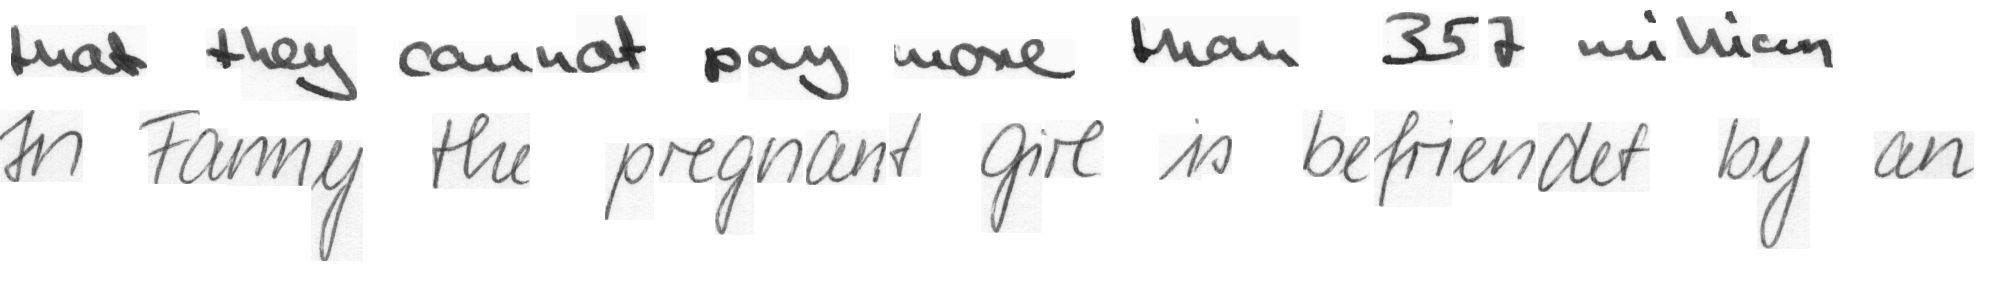 that they cannot pay more than 357 million
In Fanny the pregnant girl is befriendet by an